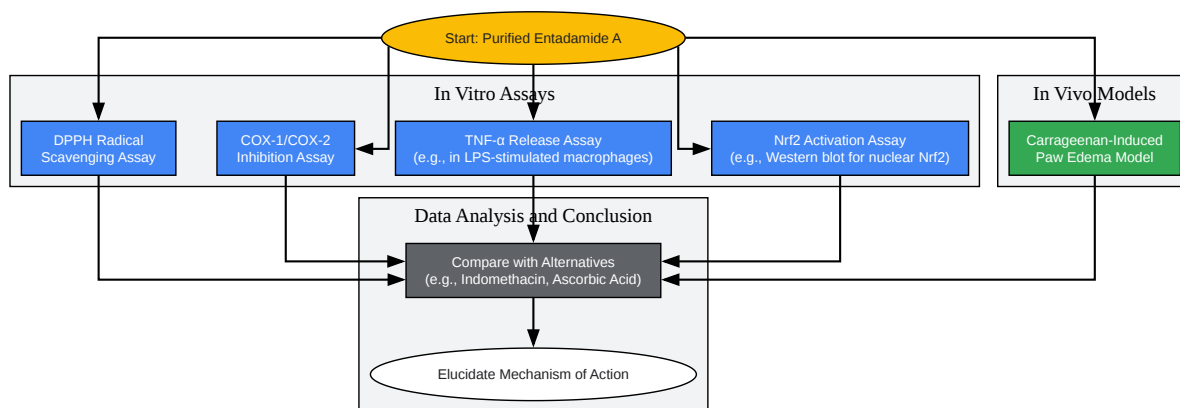 Start: Purified Entadamide A
In Vitro Assays
In Vivo Models
DPPH Radical
Scavenging Assay
COX-1/COX-2
Inhibition Assay
TNF-α Release Assay
(e.g., in LPS-stimulated macrophages)
Nrf2 Activation Assay
(e.g., Western blot for nuclear Nrf2)
Carrageenan-Induced
Paw Edema Model
Data Analysis and Conclusion
Compare with Alternatives
(e.g., Indomethacin, Ascorbic Acid)
Elucidate Mechanism of Action